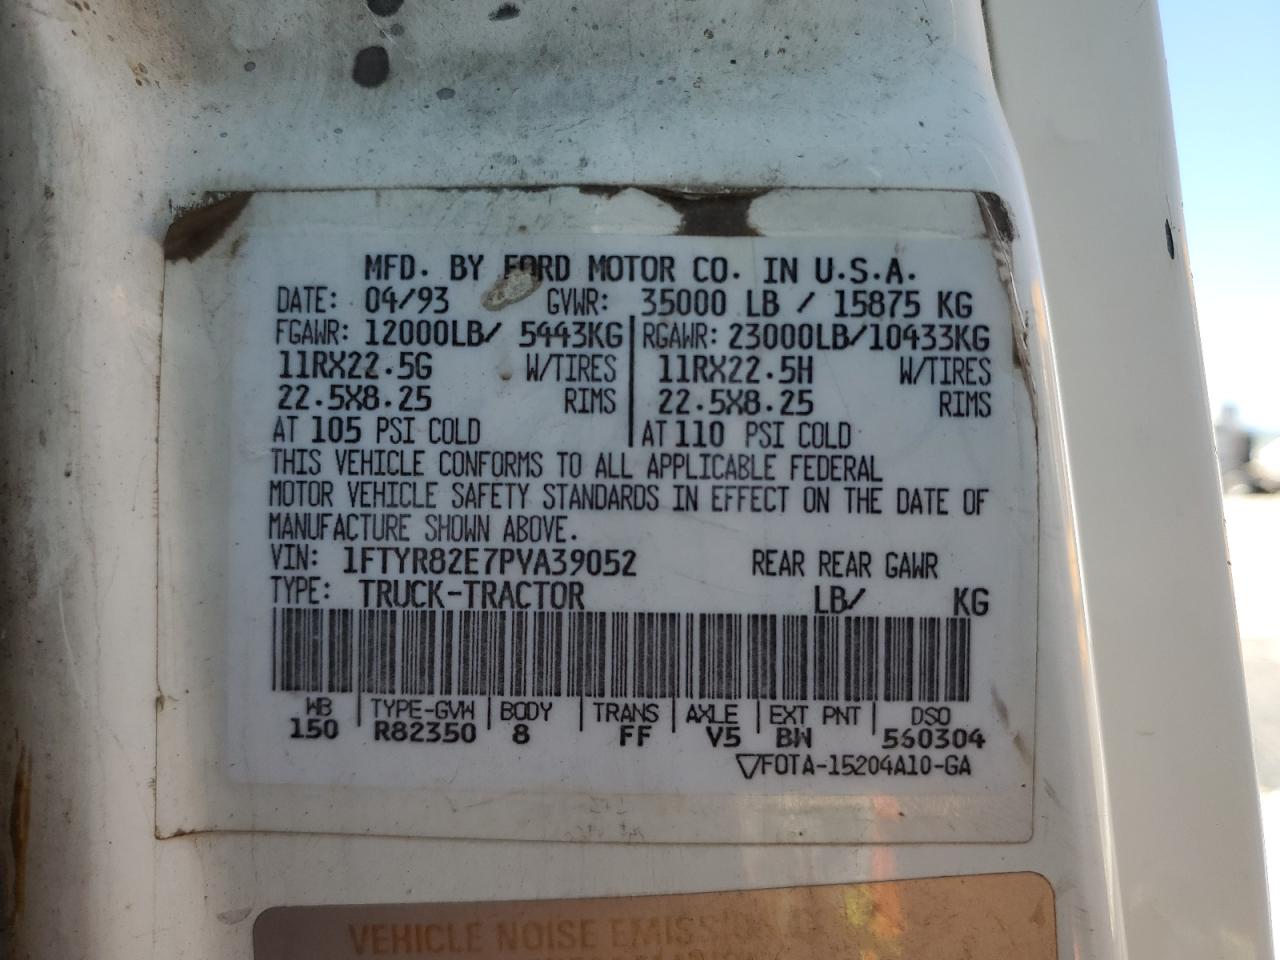 MFD. BY FORD MOTOR CO. IN U.S.A.
DATE: 04/93 GVWR: 35000 LB / 15875 KG
FGAWR: 12000LB/ 5443KG RGAWR: 23000LB/10433KG
11RX22.5G W/TIRES 11RX22.5H W/TIRES
22.5X8.25 RIMS 22.5X8.25 RIMS
AT 105 PSI COLD AT 110 PSI COLD
THIS VEHICLE CONFORMS TO ALL APPLICABLE FEDERAL
MOTOR VEHICLE SAFETY STANDARDS IN EFFECT ON THE DATE OF
MANUFACTURE SHOWN ABOVE.
VIN: 1FTYR82E7PVA39052 REAR REAR GAWR
TYPE: TRUCK-TRACTOR LB/ KG
WB TYPE-GVW BODY TRANS AXLE EXT PNT DSO
150 R82350 8 FF V5 BW 560304
▽FOTA-15204A10-GA
VEHICLE NOISE EMISSION